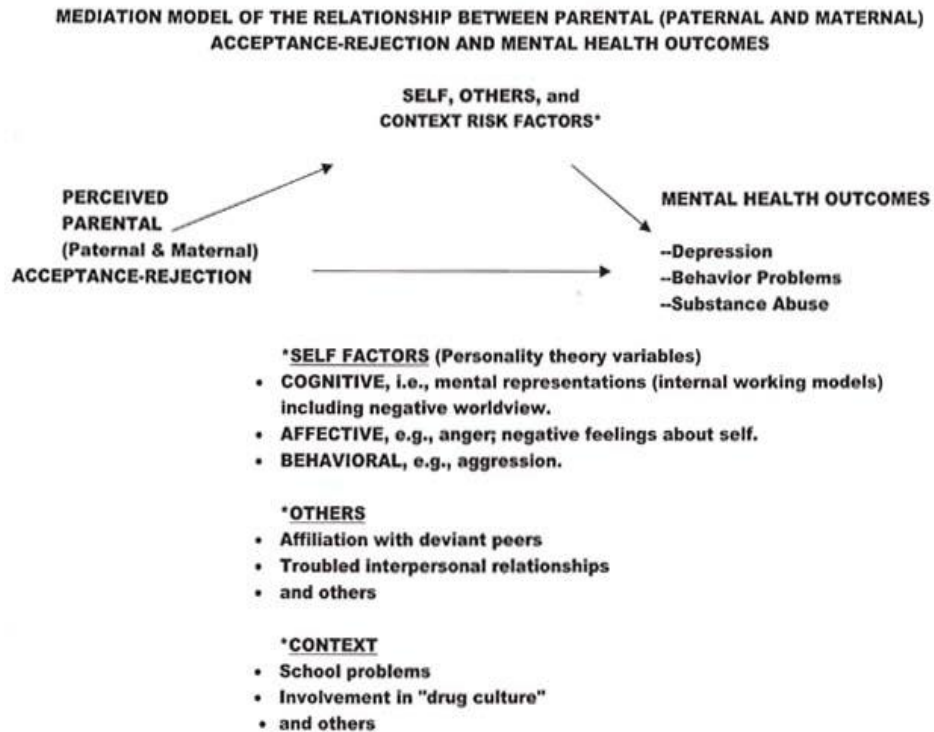 MEDIATION MODEL OF THE RELATIONSHIP BETWEEN PARENTAL (PATERNAL AND MATERNAL)
ACCEPTANCE-REJECTION AND MENTAL HEALTH OUTCOMES
SELF, OTHERS, and
CONTEXT RISK FACTORS*
PERCEIVED
PARENTAL
(Paternal & Maternal)
ACCEPTANCE-REJECTION
MENTAL HEALTH OUTCOMES
--Depression
--Behavior Problems
--Substance Abuse
*SELF FACTORS (Personality theory variables)
• COGNITIVE, i.e., mental representations (internal working models)
including negative worldview.
• AFFECTIVE, e.g., anger; negative feelings about self.
• BEHAVIORAL, e.g., aggression.
*OTHERS
• Affiliation with deviant peers
• Troubled interpersonal relationships
• and others
*CONTEXT
• School problems
• Involvement in "drug culture"
• and others